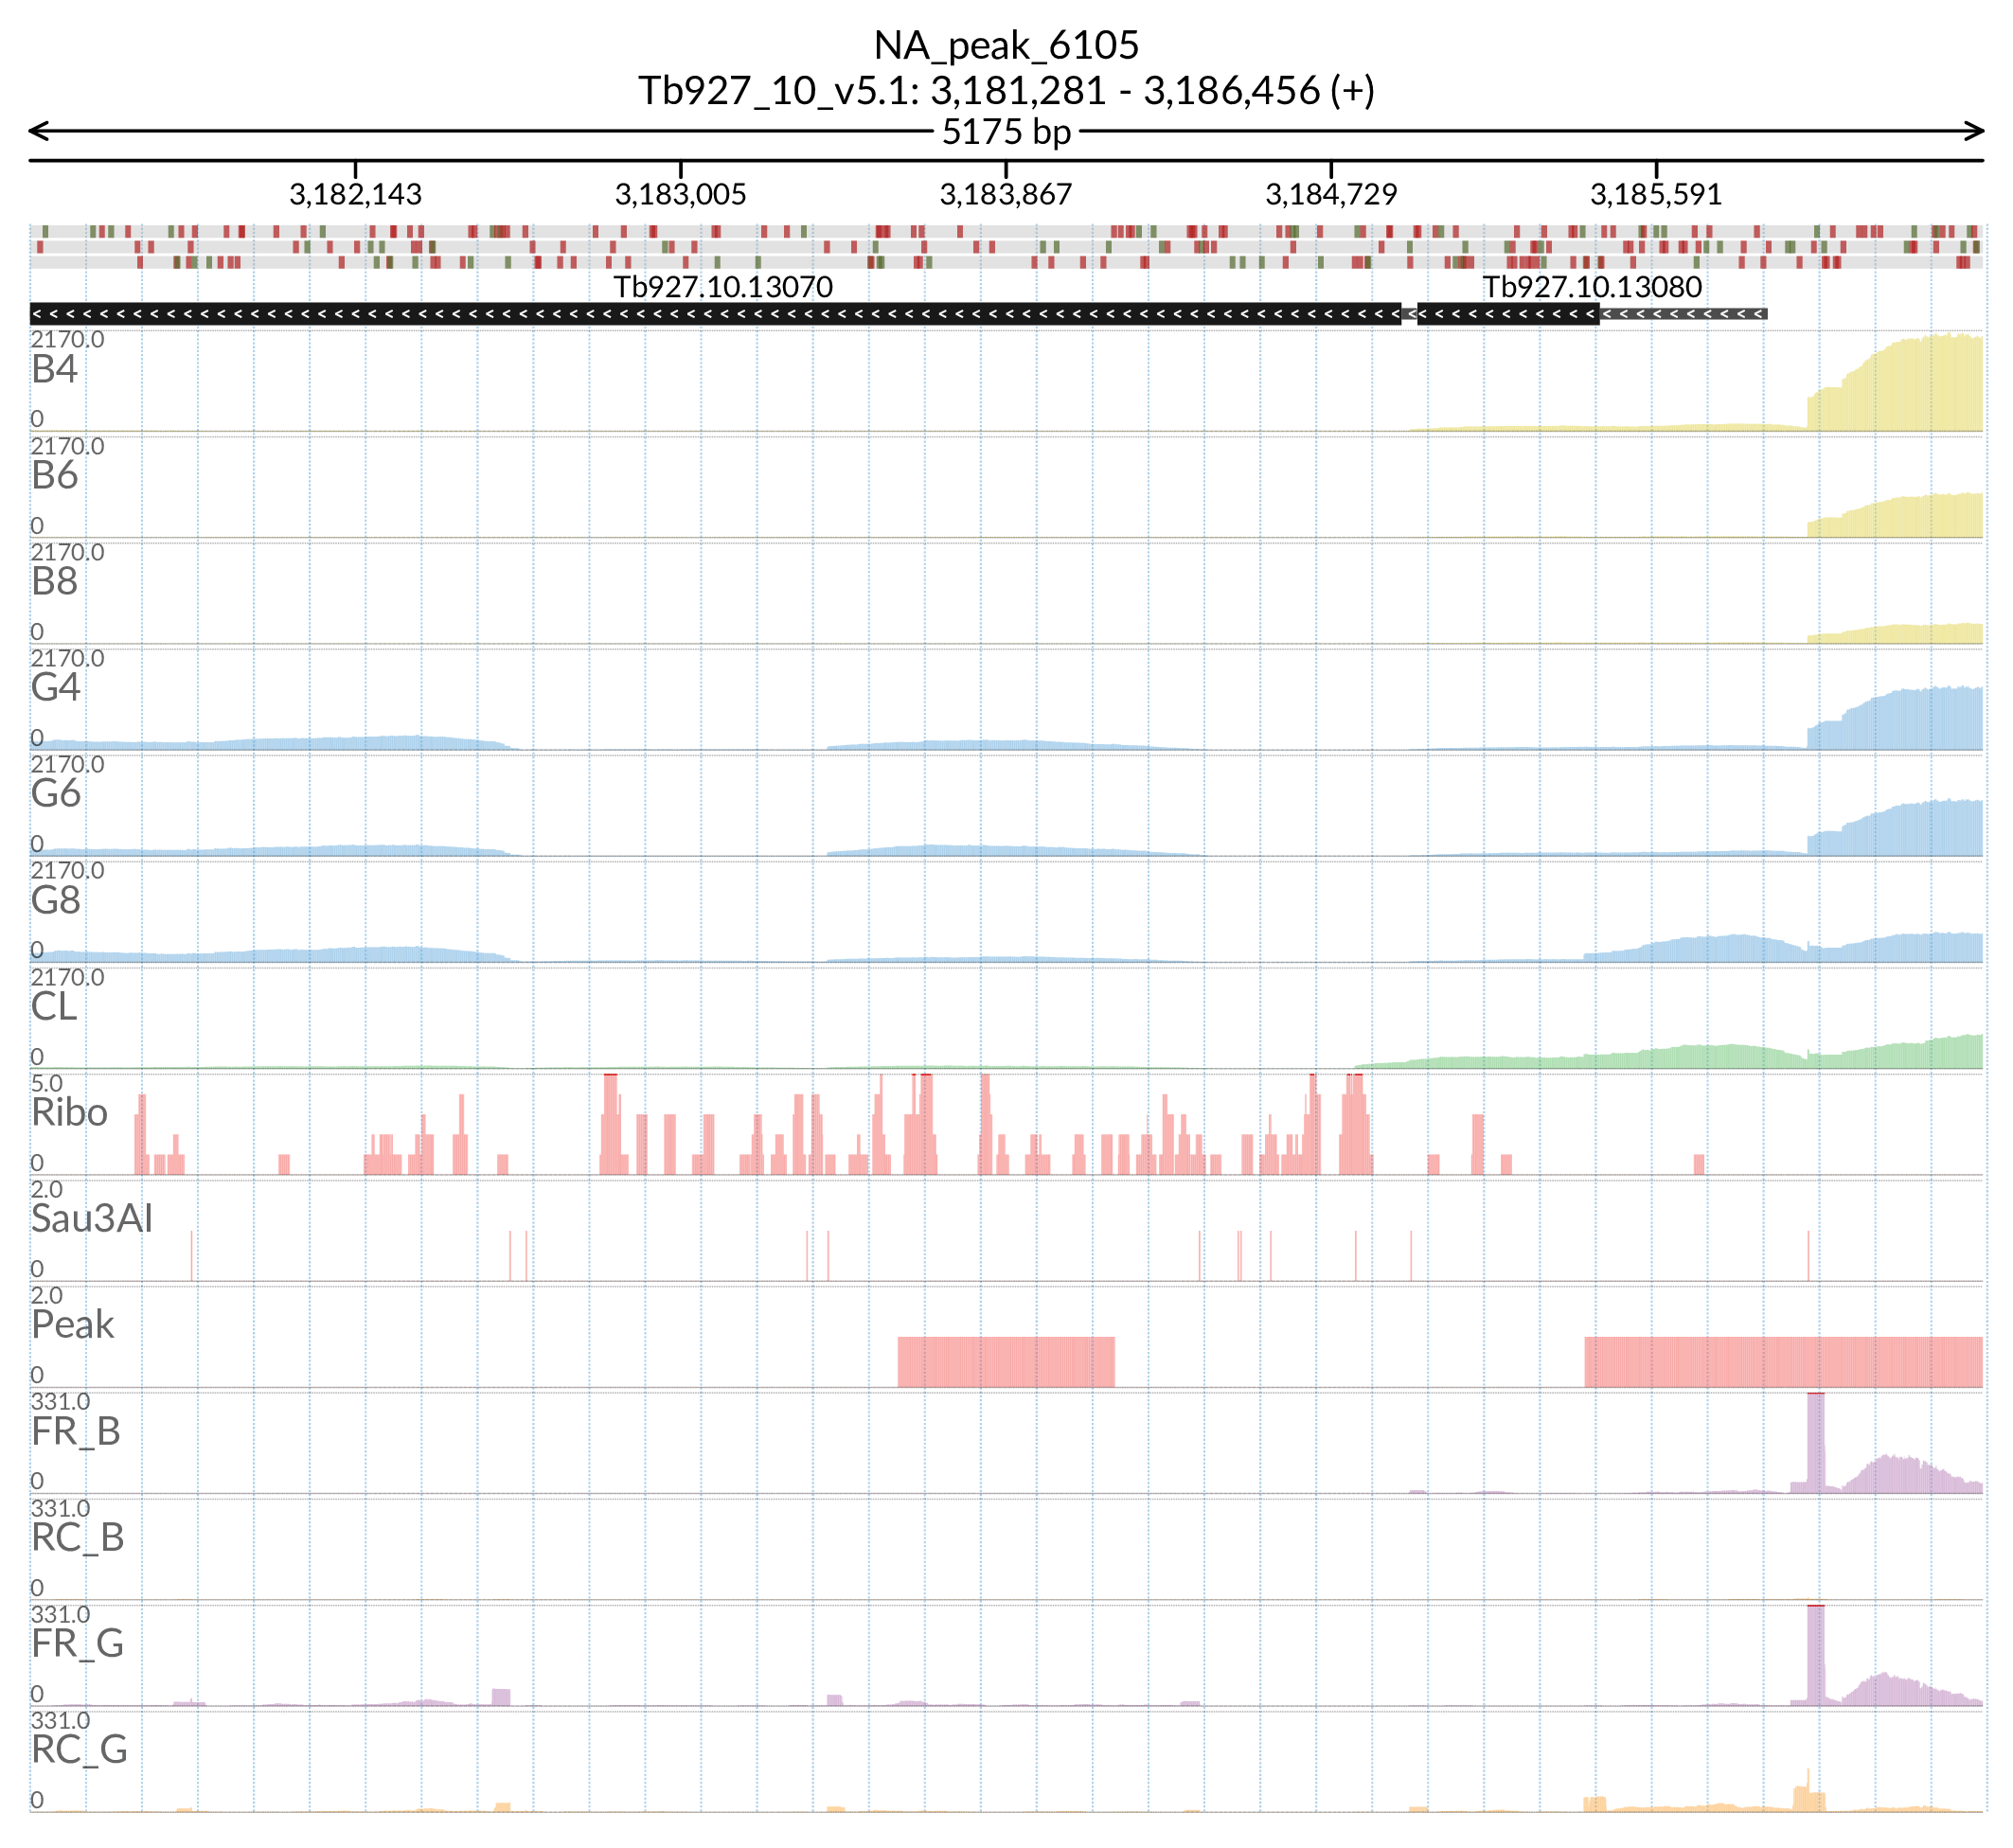 NA_peak_6105
Tb927_10_v5.1: 3,181,281 - 3,186,456 (+)
5175 bp
3,182,143 3,183,005 3,183,867 3,184,729 3,185,591
Tb927.10.13070 Tb927.10.13080
2170.0
B4
0
2170.0
B6
0
2170.0
B8
0
2170.0
G4
0
2170.0
G6
0
2170.0
G8
0
2170.0
CL
0
5.0
Ribo
0
2.0
Sau3AI
0
2.0
Peak
0
331.0
FR_B
0
331.0
RC_B
0
331.0
FR_G
0
331.0
RC_G
0